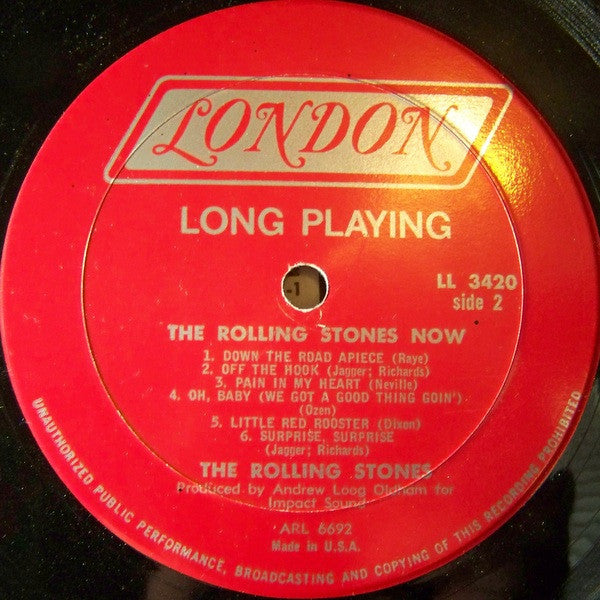 LONDON
LONG PLAYING
LL 3420
side 2
-1
THE ROLLING STONES NOW
1. DOWN THE ROAD APIECE (Raye)
2. OFF THE HOOK (Jagger; Richards)
3. PAIN IN MY HEART (Neville)
4. OH, BABY (WE GOT A GOOD THING GOIN')
(Ozen)
5. LITTLE RED ROOSTER (Dixon)
6. SURPRISE, SURPRISE
(Jagger; Richards)
THE ROLLING STONES
Produced by Andrew Loog Oldham for
Impact Sound
ARL 6692
Made in U.S.A.
UNAUTHORIZED PUBLIC PERFORMANCE, BROADCASTING AND COPYING OF THIS RECORDING PROHIBITED